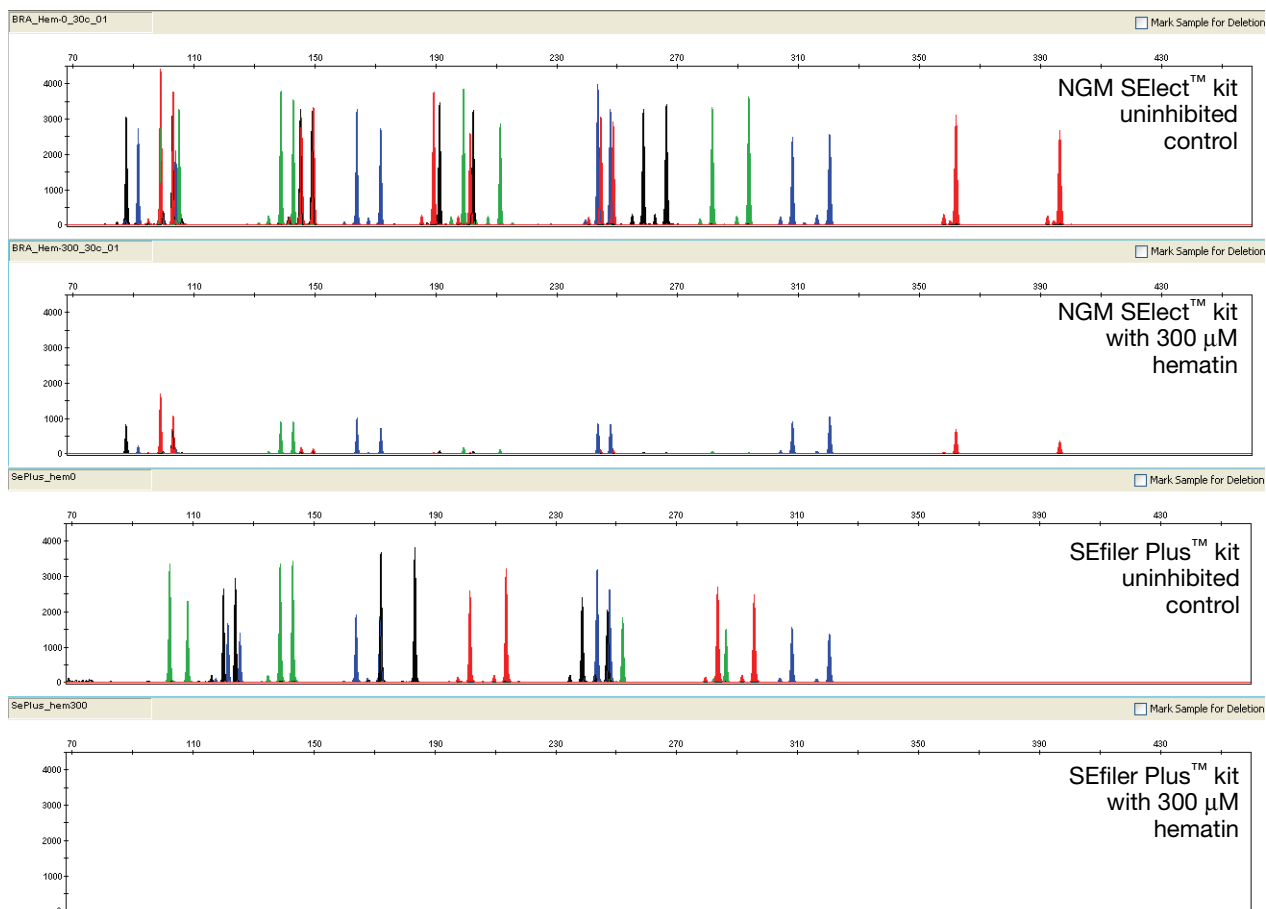 BRA_Hem-0_30c_01
Mark Sample for Deletion
70 110 150 190 230 270 310 350 390 430
4000
3000
2000
1000
0
NGM SElect™ kit
uninhibited
control
BRA_Hem-300_30c_01
Mark Sample for Deletion
70 110 150 190 230 270 310 350 390 430
4000
3000
2000
1000
0
NGM SElect™ kit
with 300 μM
hematin
SePlus_hem0
Mark Sample for Deletion
70 110 150 190 230 270 310 350 390 430
4000
3000
2000
1000
0
SEfiler Plus™ kit
uninhibited
control
SePlus_hem300
Mark Sample for Deletion
70 110 150 190 230 270 310 350 390 430
4000
3000
2000
1000
0
SEfiler Plus™ kit
with 300 μM
hematin